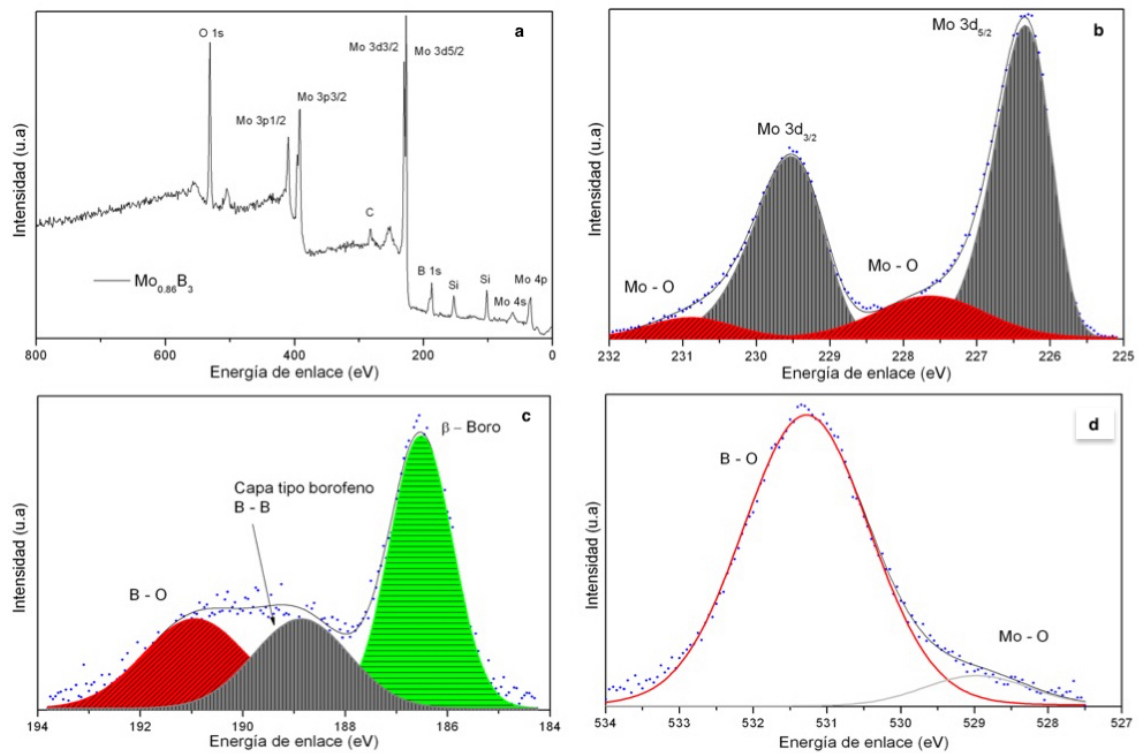 a
O 1s
Mo 3d3/2
Mo 3d5/2
Mo 3p3/2
Mo 3p1/2
C
B 1s
Si
Si
Mo 4s
Mo 4p
Mo0.86B3
Intensidad (u.a)
800
600
400
200
0
Energía de enlace (eV)
b
Mo 3d5/2
Mo 3d3/2
Mo - O
Mo - O
Intensidad (u.a)
232
231
230
229
228
227
226
225
Energía de enlace (eV)
c
β – Boro
Capa tipo borofeno
B - B
B - O
Intensidad (u.a)
194
192
190
188
186
184
Energía de enlace (eV)
d
B - O
Mo - O
Intensidad (u.a)
534
533
532
531
530
529
528
527
Energía de enlace (eV)